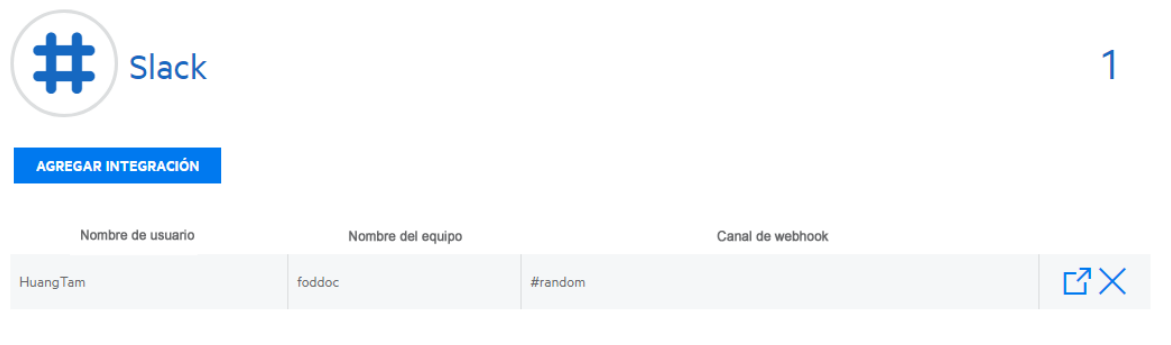 Slack
1
AGREGAR INTEGRACIÓN
Nombre de usuario Nombre del equipo Canal de webhook
HuangTam foddoc #random